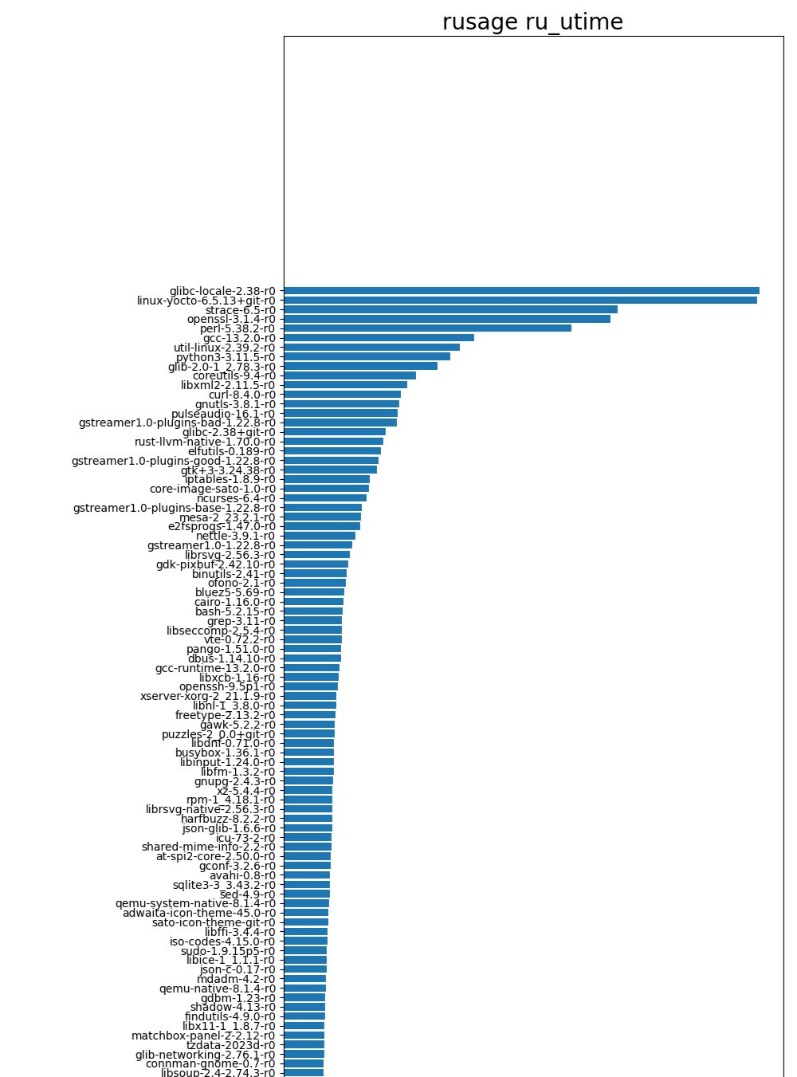 rusage ru_utime
glibc-locale-2.38-r0
linux-yocto-6.5.13+git-r0
strace-6.5-r0
openssl-3.1.4-r0
perl-5.38.2-r0
gcc-13.2.0-r0
util-linux-2.39.2-r0
python3-3.11.5-r0
glib-2.0-1_2.78.3-r0
coreutils-9.4-r0
libxml2-2.11.5-r0
curl-8.4.0-r0
gnutls-3.8.1-r0
pulseaudio-16.1-r0
gstreamer1.0-plugins-bad-1.22.8-r0
glibc-2.38+git-r0
rust-llvm-native-1.70.0-r0
elfutils-0.189-r0
gstreamer1.0-plugins-good-1.22.8-r0
gtk+3-3.24.38-r0
iptables-1.8.9-r0
core-image-sato-1.0-r0
ncurses-6.4-r0
gstreamer1.0-plugins-base-1.22.8-r0
mesa-2_23.2.1-r0
e2fsprogs-1.47.0-r0
nettle-3.9.1-r0
gstreamer1.0-1.22.8-r0
librsvg-2.56.3-r0
gdk-pixbuf-2.42.10-r0
binutils-2.41-r0
ofono-2.1-r0
bluez5-5.69-r0
cairo-1.16.0-r0
bash-5.2.15-r0
grep-3.11-r0
libseccomp-2.5.4-r0
vte-0.72.2-r0
pango-1.51.0-r0
dbus-1.14.10-r0
gcc-runtime-13.2.0-r0
libxcb-1.16-r0
openssh-9.5p1-r0
xserver-xorg-2_21.1.9-r0
libnl-1_3.8.0-r0
freetype-2.13.2-r0
gawk-5.2.2-r0
puzzles-2_0.0+git-r0
libdnf-0.71.0-r0
busybox-1.36.1-r0
libinput-1.24.0-r0
libfm-1.3.2-r0
gnupg-2.4.3-r0
xz-5.4.4-r0
rpm-1_4.18.1-r0
librsvg-native-2.56.3-r0
harfbuzz-8.2.2-r0
json-glib-1.6.6-r0
icu-73-2-r0
shared-mime-info-2.2-r0
at-spi2-core-2.50.0-r0
gconf-3.2.6-r0
avahi-0.8-r0
sqlite3-3_3.43.2-r0
sed-4.9-r0
qemu-system-native-8.1.4-r0
adwaita-icon-theme-45.0-r0
sato-icon-theme-git-r0
libffi-3.4.4-r0
iso-codes-4.15.0-r0
sudo-1.9.15p5-r0
libice-1_1.1.1-r0
json-c-0.17-r0
mdadm-4.2-r0
qemu-native-8.1.4-r0
gdbm-1.23-r0
shadow-4.13-r0
findutils-4.9.0-r0
libx11-1_1.8.7-r0
matchbox-panel-2-2.12-r0
tzdata-2023d-r0
glib-networking-2.76.1-r0
connman-gnome-0.7-r0
libsoup-2.4-2.74.3-r0